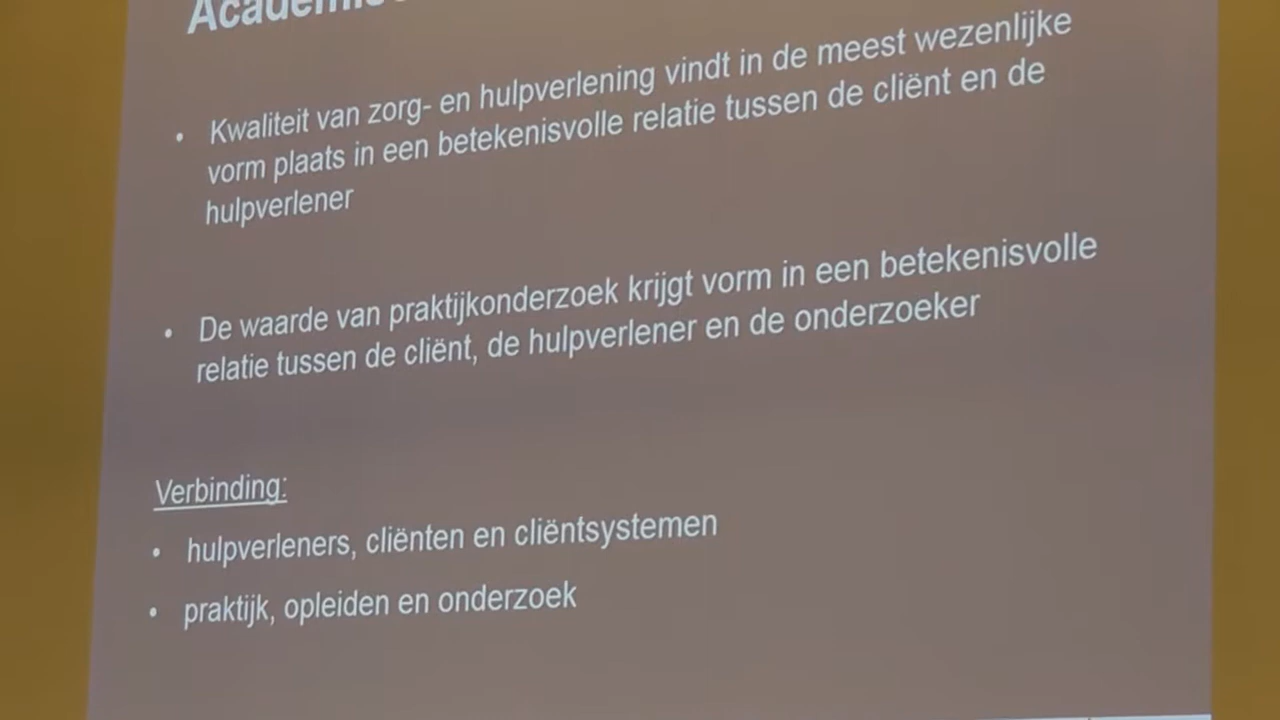 • Kwaliteit van zorg- en hulpverlening vindt in de meest wezenlijke
vorm plaats in een betekenisvolle relatie tussen de cliënt en de
hulpverlener
• De waarde van praktijkonderzoek krijgt vorm in een betekenisvolle
relatie tussen de cliënt, de hulpverlener en de onderzoeker
Verbinding:
• hulpverleners, cliënten en cliëntsystemen
• praktijk, opleiden en onderzoek